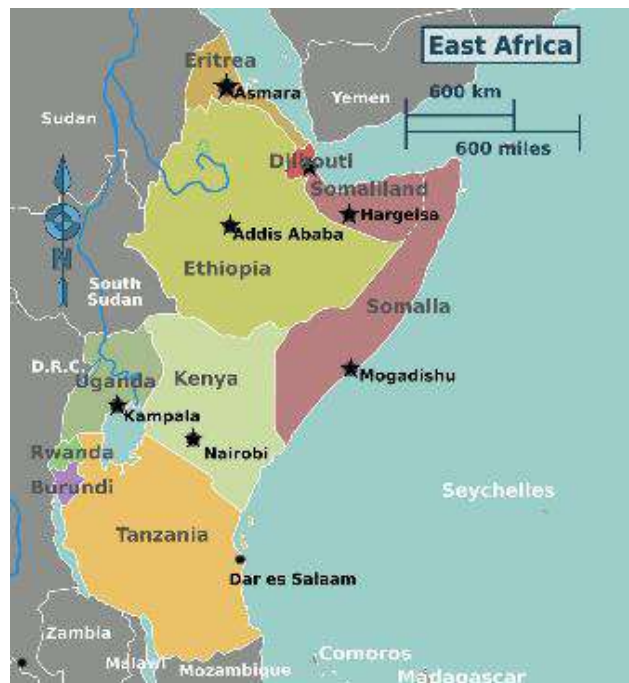 East Africa
Eritrea
Asmara
Yemen
600 km
600 miles
Sudan
Djibouti
Somaliland
Hargeisa
Addis Ababa
Ethiopia
N
South
Sudan
Somalia
D.R.C.
Uganda
Kenya
Mogadishu
Kampala
Nairobi
Rwanda
Burundi
Seychelles
Tanzania
Dar es Salaam
Zambia
Malawi
Mozambique
Comoros
Madagascar